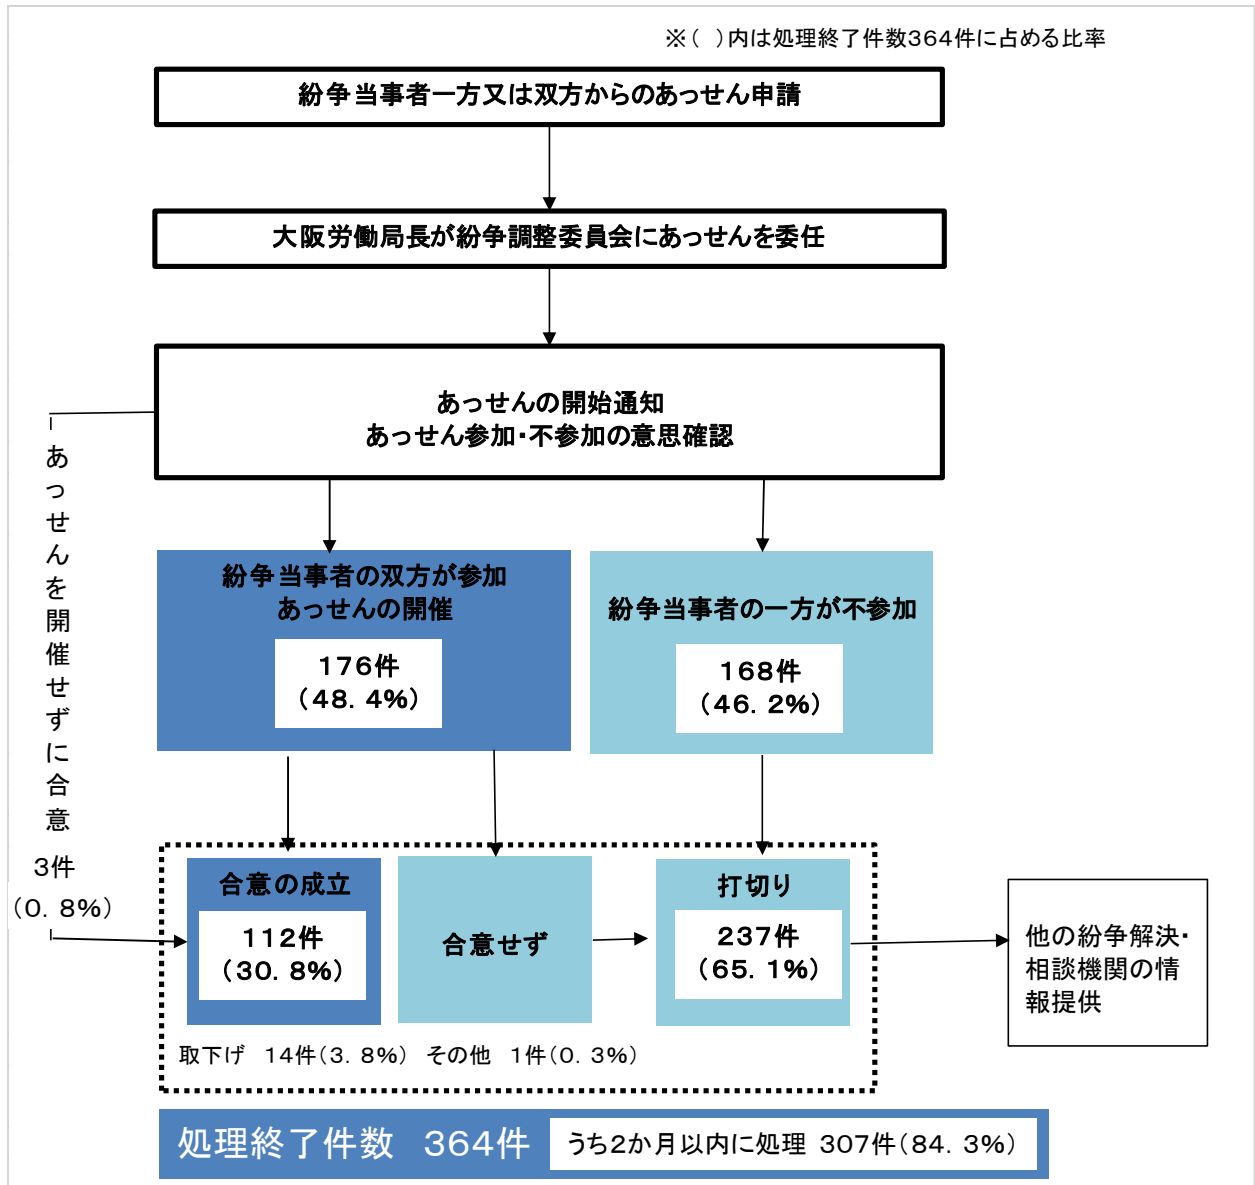 ※（　）内は処理終了件数３６４件に占める比率
紛争当事者一方又は双方からのあっせん申請
大阪労働局長が紛争調整委員会にあっせんを委任
あっせんの開始通知
あっせん参加・不参加の意思確認
あっせんを開催せずに合意
３件
（０．８％）
紛争当事者の双方が参加
あっせんの開催
１７６件
（４８．４％）
紛争当事者の一方が不参加
１６８件
（４６．２％）
合意の成立
１１２件
（３０．８％）
合意せず
打切り
２３７件
（６５．１％）
他の紛争解決・
相談機関の情
報提供
取下げ　１４件（３．８％）　その他　１件（０．３％）
処理終了件数　３６４件
うち２か月以内に処理 ３０７件（８４．３％）